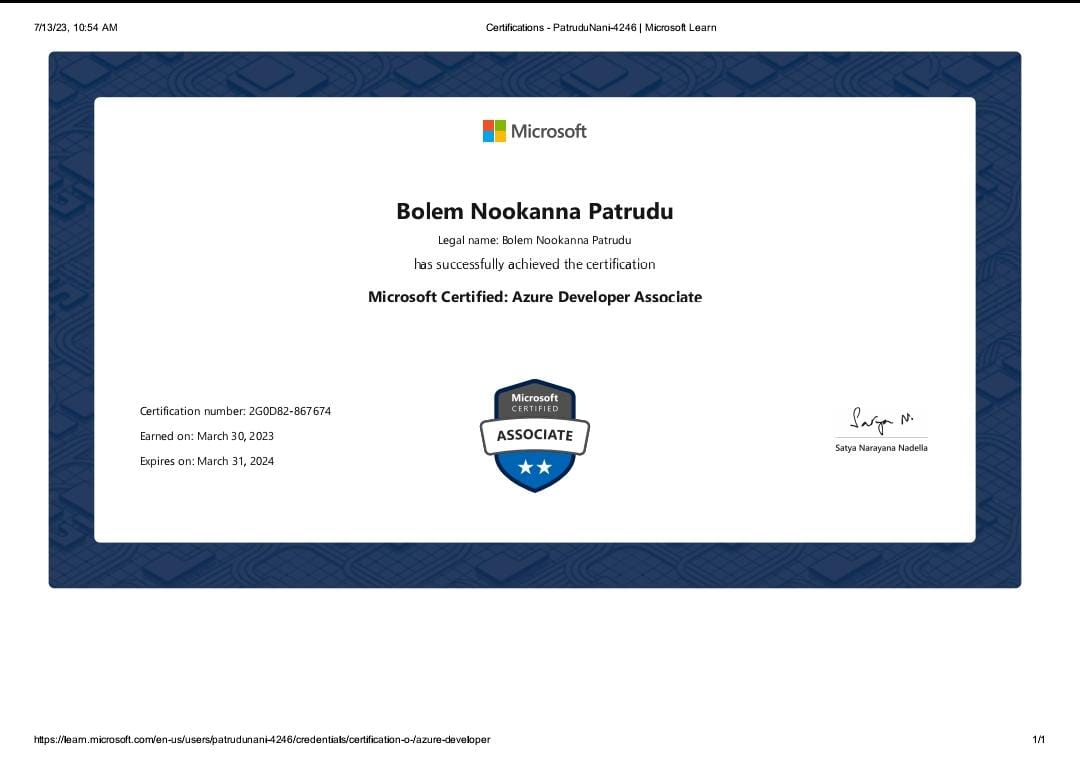 7/13/23, 10:54 AM
Certifications - PatruduNani-4246 | Microsoft Learn
Microsoft
Bolem Nookanna Patrudu
Legal name: Bolem Nookanna Patrudu
has successfully achieved the certification
Microsoft Certified: Azure Developer Associate
Certification number: 2G0D82-867674
Earned on: March 30, 2023
Expires on: March 31, 2024
Microsoft
CERTIFIED
ASSOCIATE
Satya N.
Satya Narayana Nadella
https://learn.microsoft.com/en-us/users/patrudunani-4246/credentials/certification-o-/azure-developer
1/1